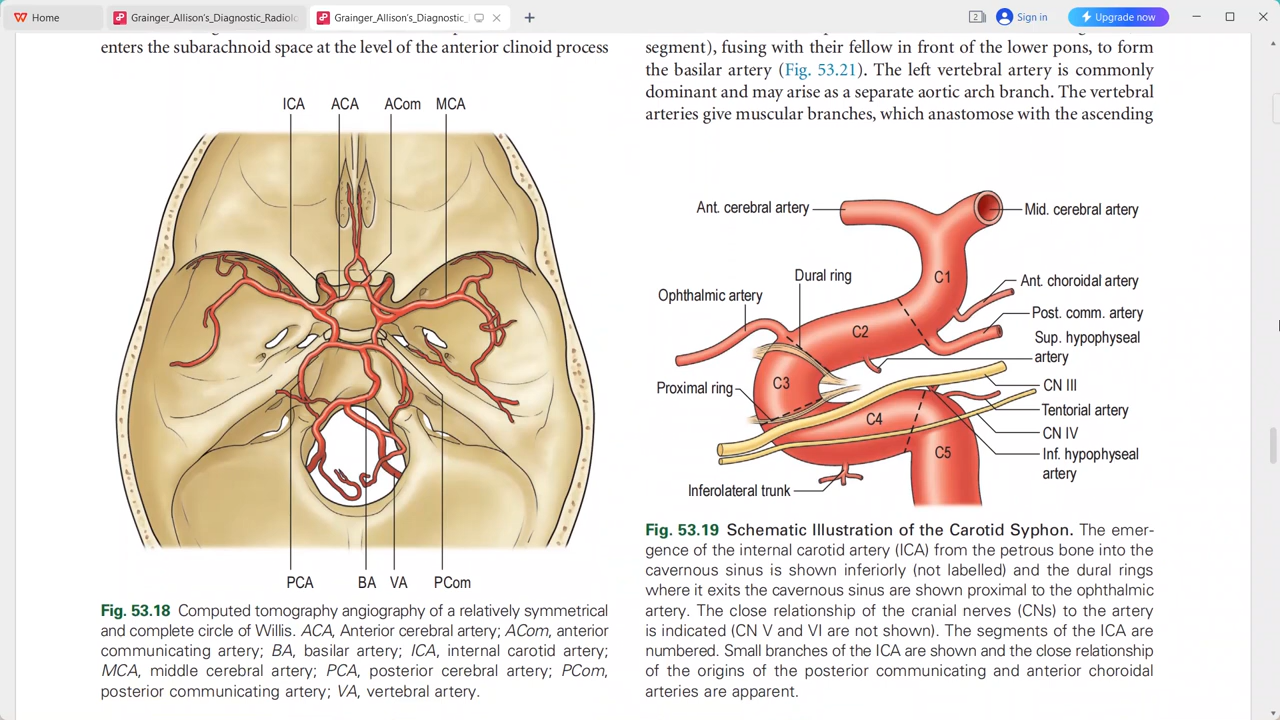 Home
Grainger_Allison's_Diagnostic_Radiolo
Grainger_Allison's_Diagnostic_
2
Sign in
Upgrade now
enters the subarachnoid space at the level of the anterior clinoid process
ICA ACA ACom MCA
PCA BA VA PCom
Fig. 53.18 Computed tomography angiography of a relatively symmetrical
and complete circle of Willis. ACA, Anterior cerebral artery; ACom, anterior
communicating artery; BA, basilar artery; ICA, internal carotid artery;
MCA, middle cerebral artery; PCA, posterior cerebral artery; PCom,
posterior communicating artery; VA, vertebral artery.
segment), fusing with their fellow in front of the lower pons, to form
the basilar artery (Fig. 53.21). The left vertebral artery is commonly
dominant and may arise as a separate aortic arch branch. The vertebral
arteries give muscular branches, which anastomose with the ascending
Ant. cerebral artery
Mid. cerebral artery
Dural ring
C1
Ant. choroidal artery
Ophthalmic artery
Post. comm. artery
C2
Sup. hypophyseal
artery
Proximal ring
C3
CN III
C4
Tentorial artery
CN IV
C5
Inf. hypophyseal
artery
Inferolateral trunk
Fig. 53.19 Schematic Illustration of the Carotid Syphon. The emer-
gence of the internal carotid artery (ICA) from the petrous bone into the
cavernous sinus is shown inferiorly (not labelled) and the dural rings
where it exits the cavernous sinus are shown proximal to the ophthalmic
artery. The close relationship of the cranial nerves (CNs) to the artery
is indicated (CN V and VI are not shown). The segments of the ICA are
numbered. Small branches of the ICA are shown and the close relationship
of the origins of the posterior communicating and anterior choroidal
arteries are apparent.